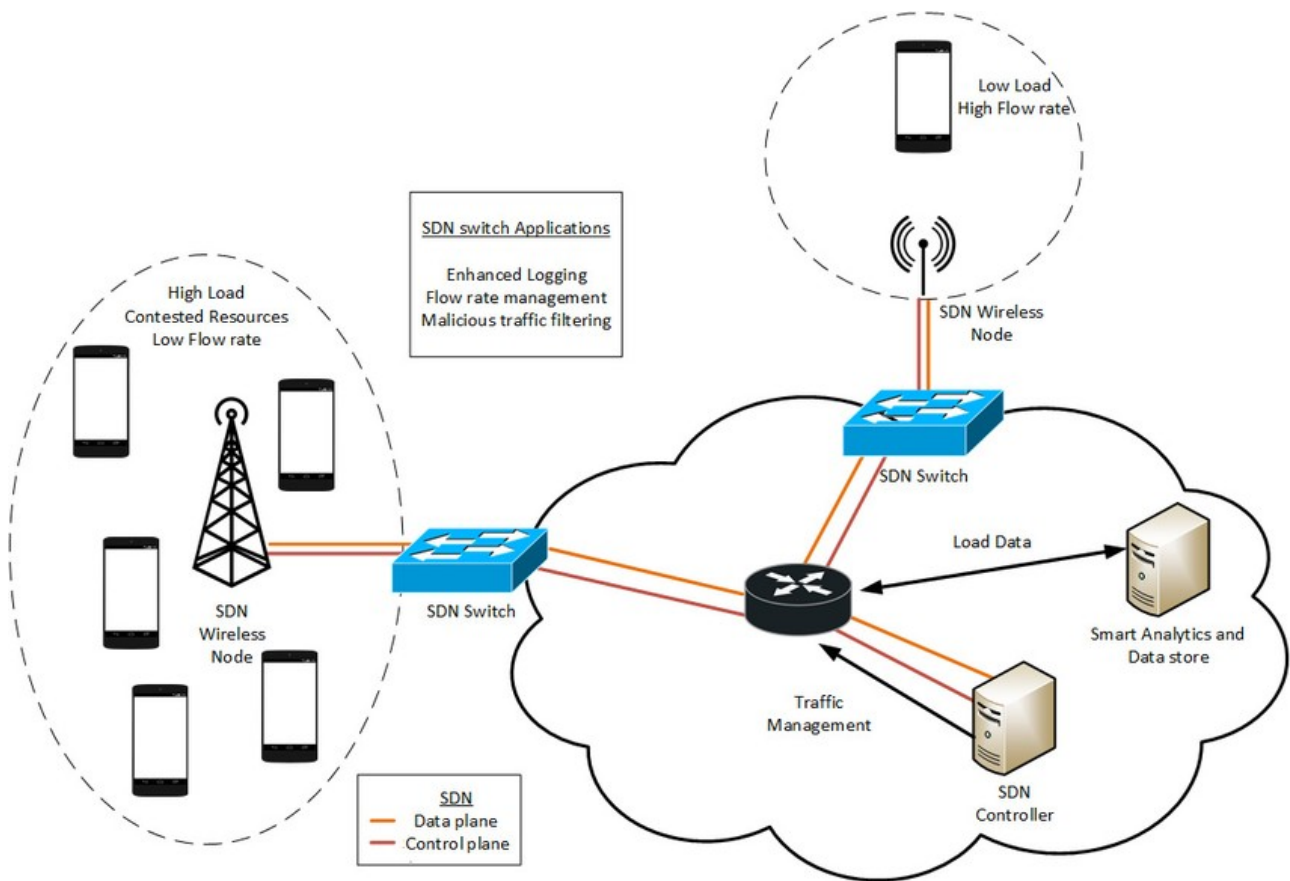 Low Load
High Flow rate
SDN switch Applications
Enhanced Logging
Flow rate management
Malicious traffic filtering
High Load
Contested Resources
Low Flow rate
SDN Wireless
Node
SDN Switch
Load Data
SDN Switch
SDN
Wireless
Node
Smart Analytics and
Data store
Traffic
Management
SDN
Controller
SDN
Data plane
Control plane